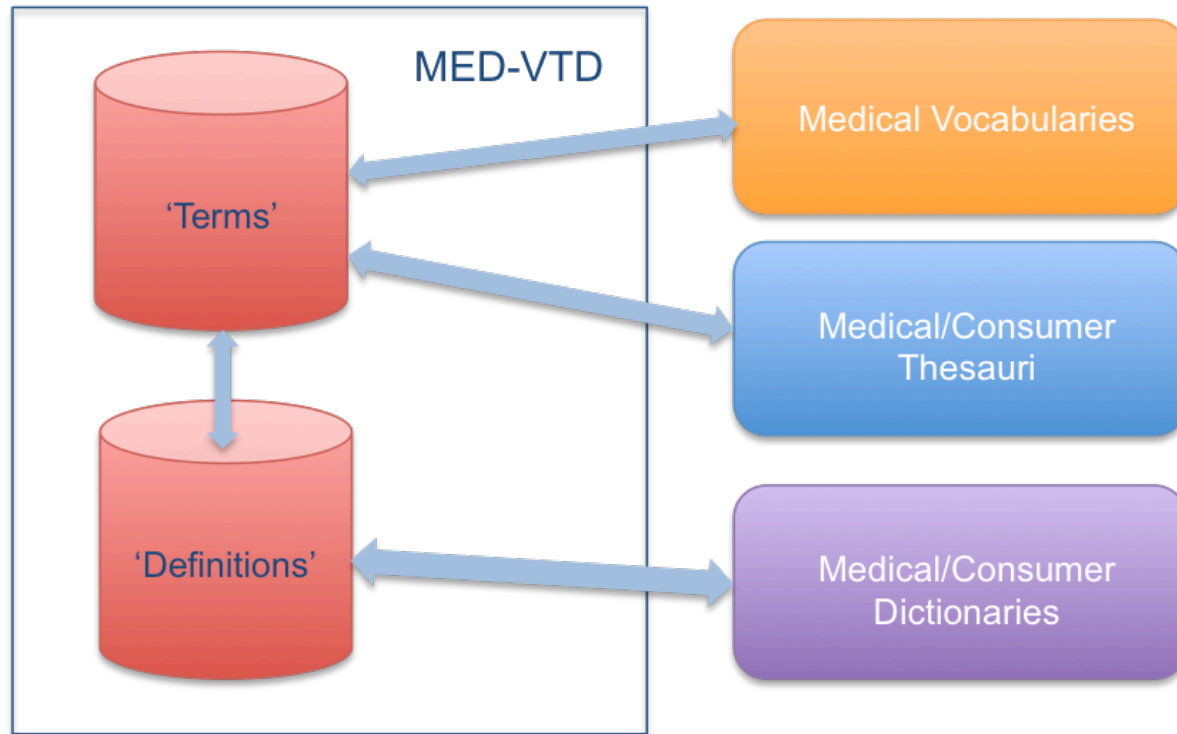 MED-VTD
‘Terms’
‘Definitions’
Medical Vocabularies
Medical/Consumer
Thesauri
Medical/Consumer
Dictionaries